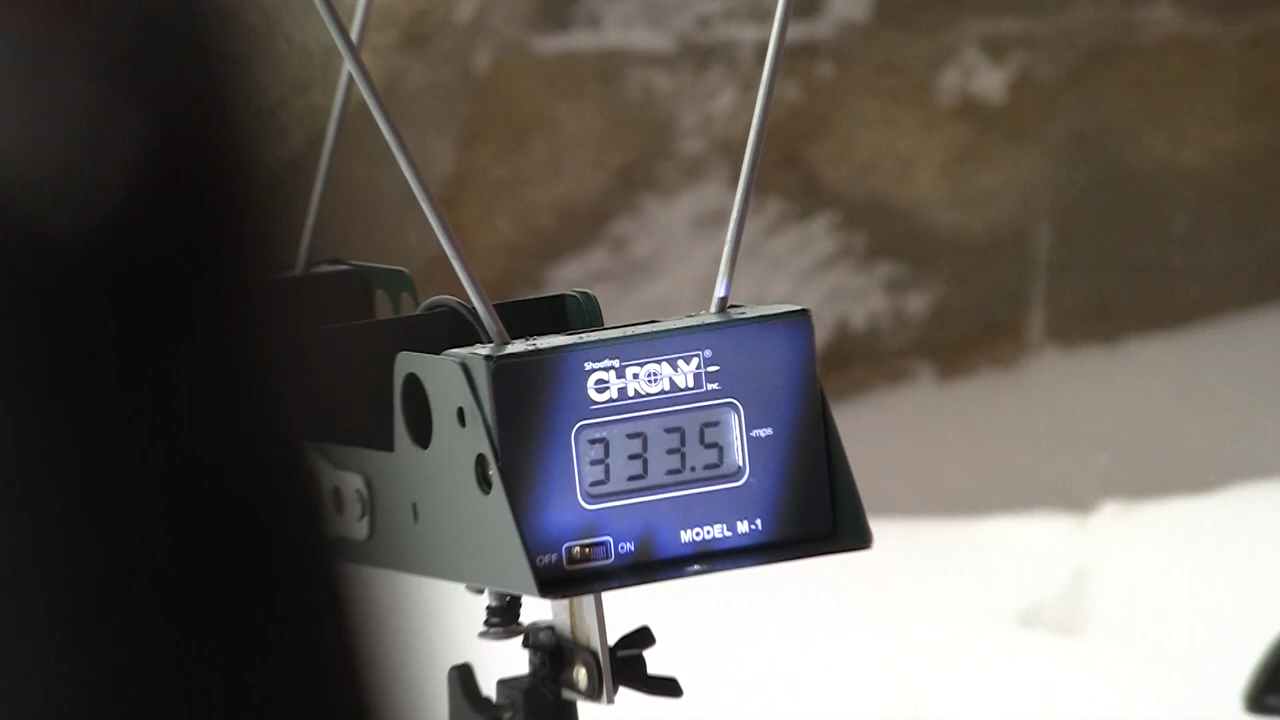 Shooting
CHRONY®
Inc.
333.5
-mps
MODEL M-1
OFF ON